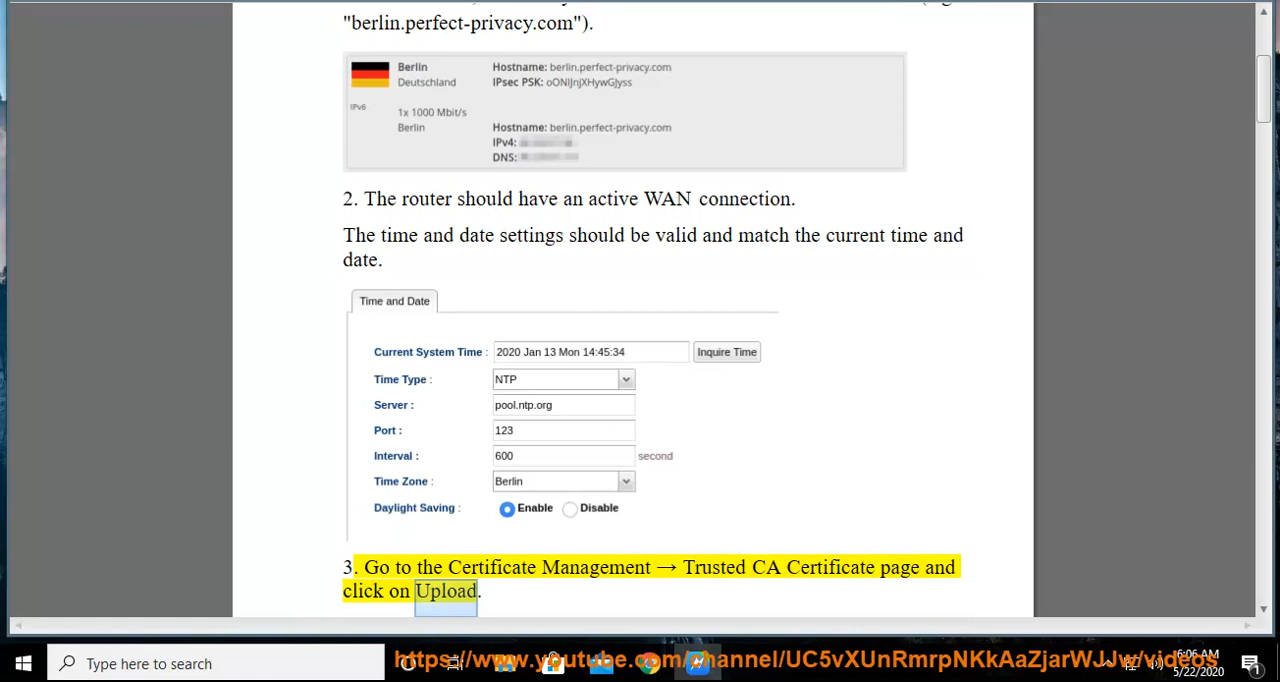 "berlin.perfect-privacy.com").
Berlin
Deutschland
Hostname: berlin.perfect-privacy.com
IPsec PSK: oONIJnjXHywGJyss
IPv6
1x 1000 Mbit/s
Berlin
Hostname: berlin.perfect-privacy.com
IPv4:
DNS:
2. The router should have an active WAN connection.
The time and date settings should be valid and match the current time and
date.
Time and Date
Current System Time : 2020 Jan 13 Mon 14:45:34 Inquire Time
Time Type : NTP
Server : pool.ntp.org
Port : 123
Interval : 600 second
Time Zone : Berlin
Daylight Saving : Enable Disable
3. Go to the Certificate Management → Trusted CA Certificate page and
click on Upload.
Type here to search
https://www.youtube.com/channel/UC5vXUnRmrpNKkAaZjarWJJw/videos
6:06 AM
5/22/2020
1